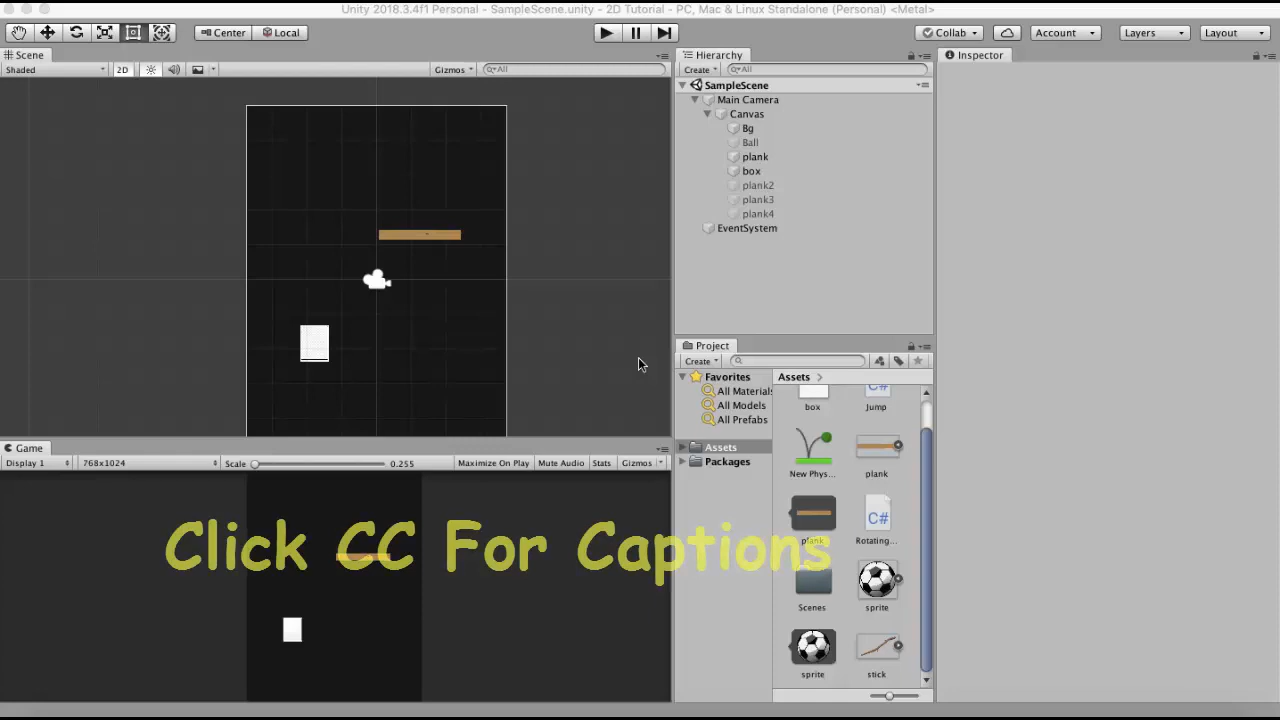 Unity 2018.3.4f1 Personal - SampleScene.unity - 2D Tutorial - PC, Mac & Linux Standalone (Personal) <Metal>
Center Local Collab Account Layers Layout
Scene
Shaded 2D Gizmos All
Hierarchy
Create All
SampleScene
Main Camera
Canvas
Bg
Ball
plank
box
plank2
plank3
plank4
EventSystem
Inspector
Game
Display 1 768x1024 Scale 0.255 Maximize On Play Mute Audio Stats Gizmos
Project
Create
Favorites
All Materials
All Models
All Prefabs
Assets
Packages
Assets
box Jump
C#
New Phys... plank
C#
plank Rotating...
Scenes sprite
sprite stick
Click CC For Captions